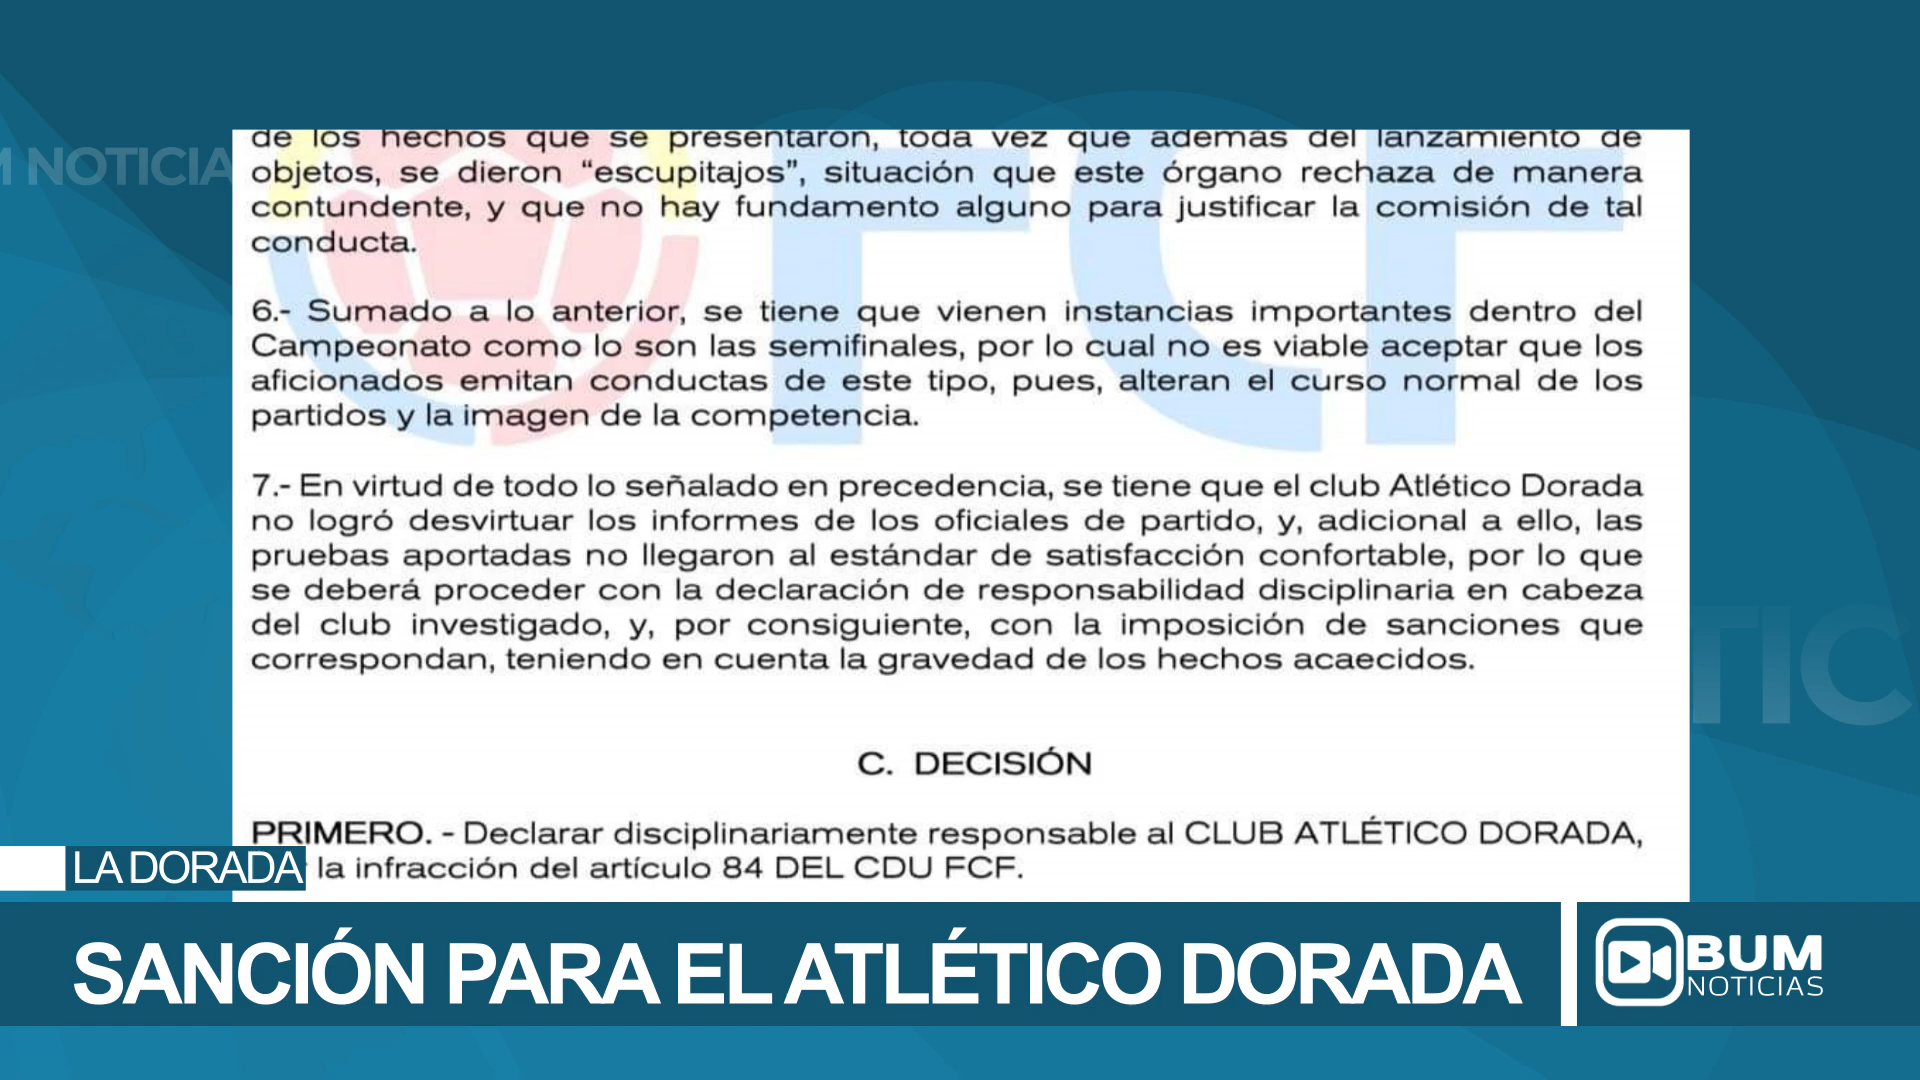 M NOTICIA
de los hechos que se presentaron, toda vez que además del lanzamiento de
objetos, se dieron “escupitajos”, situación que este órgano rechaza de manera
contundente, y que no hay fundamento alguno para justificar la comisión de tal
conducta.
6.- Sumado a lo anterior, se tiene que vienen instancias importantes dentro del
Campeonato como lo son las semifinales, por lo cual no es viable aceptar que los
aficionados emitan conductas de este tipo, pues, alteran el curso normal de los
partidos y la imagen de la competencia.
7.- En virtud de todo lo señalado en precedencia, se tiene que el club Atlético Dorada
no logró desvirtuar los informes de los oficiales de partido, y, adicional a ello, las
pruebas aportadas no llegaron al estándar de satisfacción confortable, por lo que
se deberá proceder con la declaración de responsabilidad disciplinaria en cabeza
del club investigado, y, por consiguiente, con la imposición de sanciones que
correspondan, teniendo en cuenta la gravedad de los hechos acaecidos.
TIC
C. DECISIÓN
PRIMERO. - Declarar disciplinariamente responsable al CLUB ATLÉTICO DORADA,
la infracción del artículo 84 DEL CDU FCF.
FCF
LA DORADA
SANCIÓN PARA EL ATLÉTICO DORADA
BUM
NOTICIAS